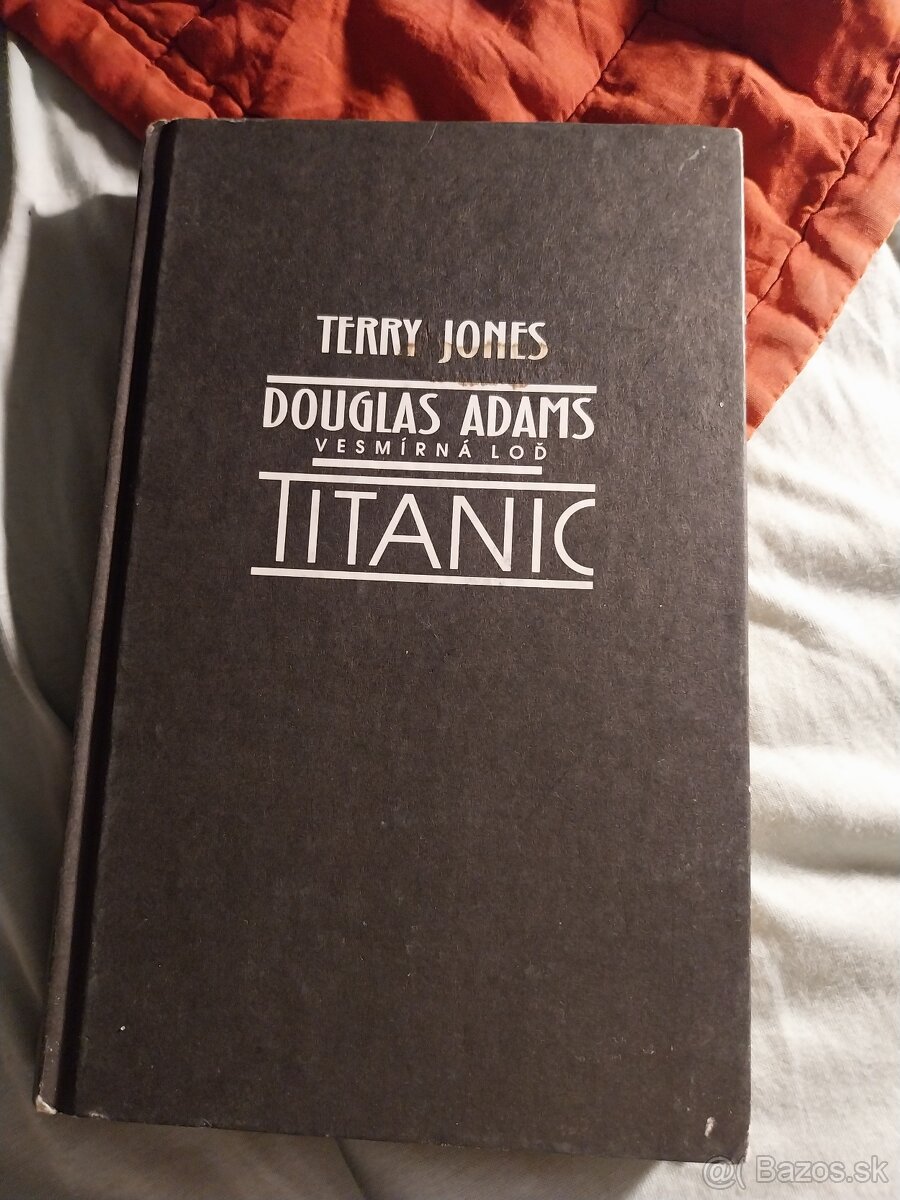 TERRY JONES
DOUGLAS ADAMS
VESMÍRNÁ LOĎ
TITANIC
@ Bazos.sk